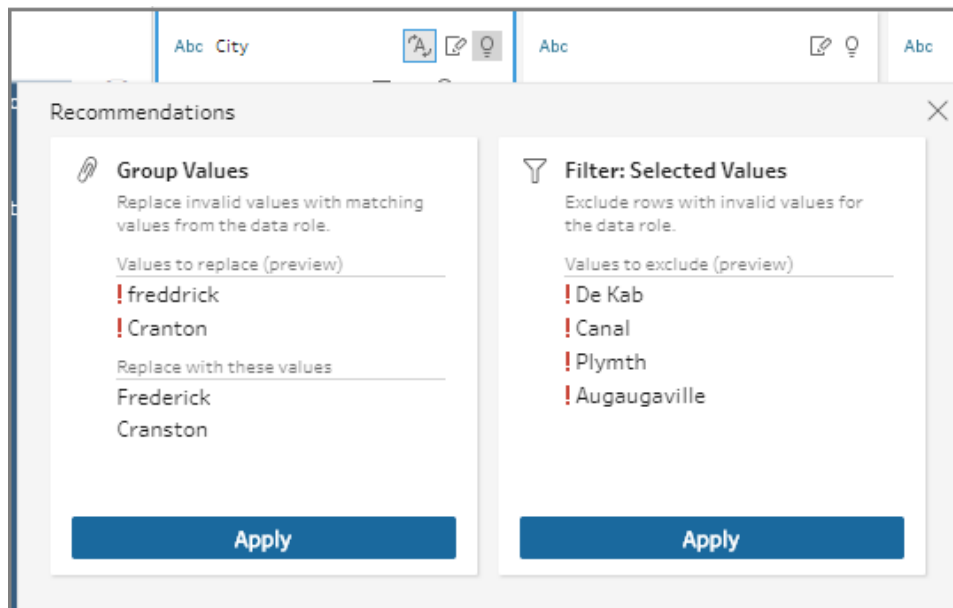 Abc City
Abc
Abc
Recommendations
Group Values
Replace invalid values with matching
values from the data role.
Values to replace (preview)
! freddrick
! Cranton
Replace with these values
Frederick
Cranston
Apply
Filter: Selected Values
Exclude rows with invalid values for
the data role.
Values to exclude (preview)
! De Kab
! Canal
! Plymth
! Augaugaville
Apply